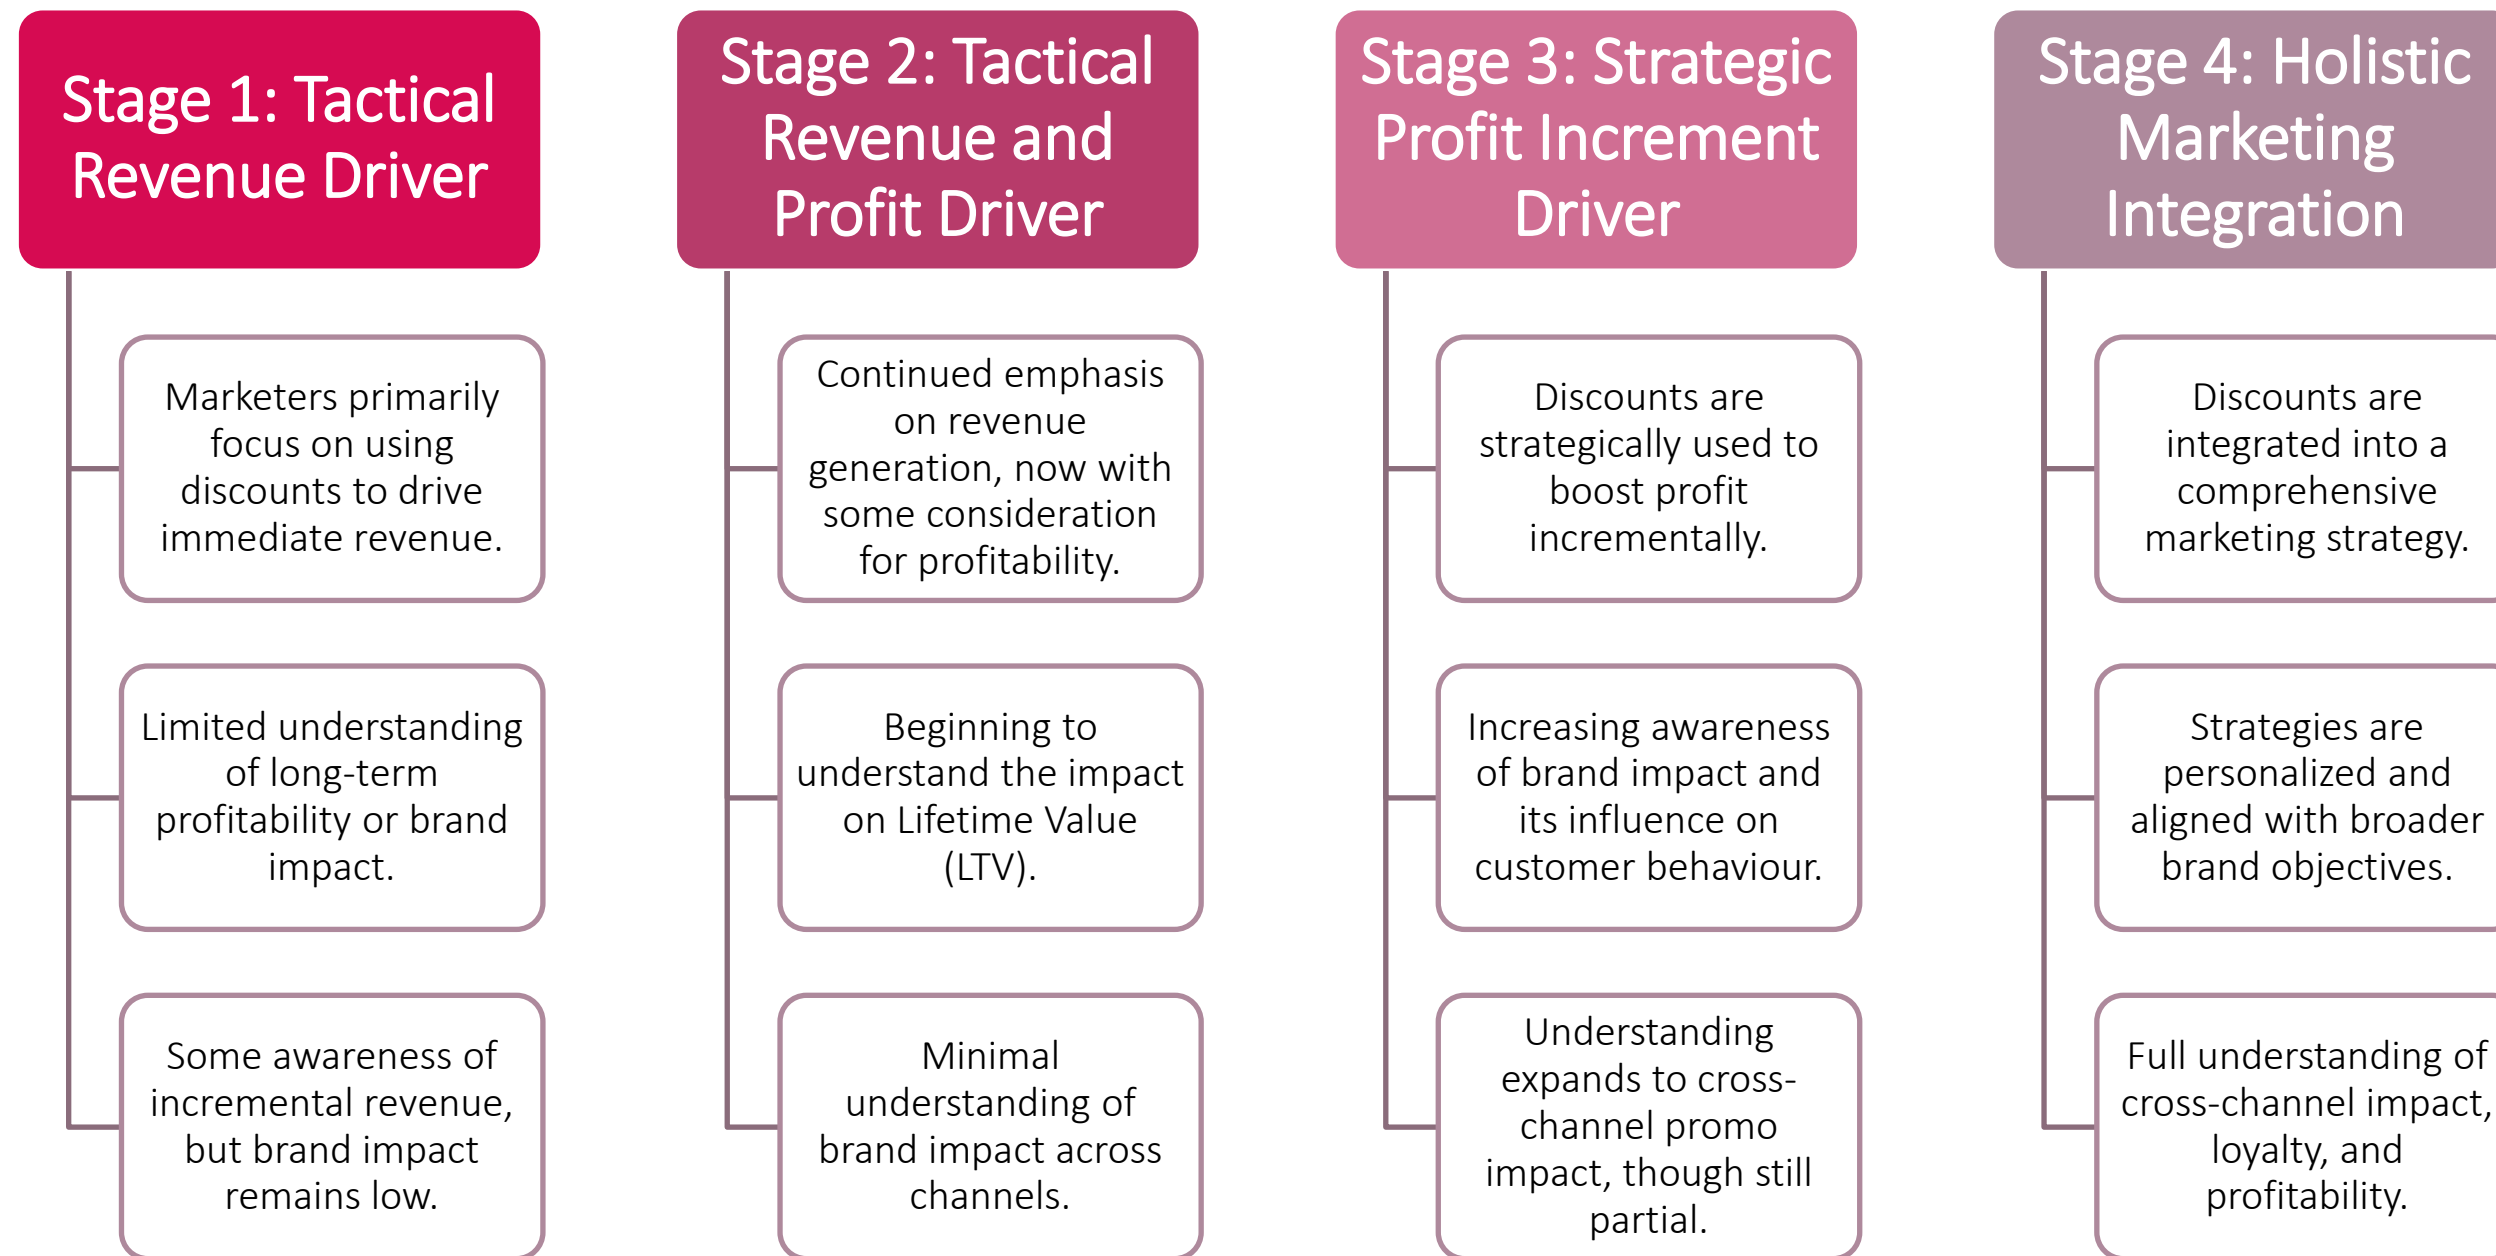 Stage 1: Tactical
Revenue Driver
Marketers primarily
focus on using
discounts to drive
immediate revenue.
Limited understanding
of long-term
profitability or brand
impact.
Some awareness of
incremental revenue,
but brand impact
remains low.
Stage 2: Tactical
Revenue and
Profit Driver
Continued emphasis
on revenue
generation, now with
some consideration
for profitability.
Beginning to
understand the impact
on Lifetime Value
(LTV).
Minimal
understanding of
brand impact across
channels.
Stage 3: Strategic
Profit Increment
Driver
Discounts are
strategically used to
boost profit
incrementally.
Increasing awareness
of brand impact and
its influence on
customer behaviour.
Understanding
expands to cross-
channel promo
impact, though still
partial.
Stage 4: Holistic
Marketing
Integration
Discounts are
integrated into a
comprehensive
marketing strategy.
Strategies are
personalized and
aligned with broader
brand objectives.
Full understanding of
cross-channel impact,
loyalty, and
profitability.